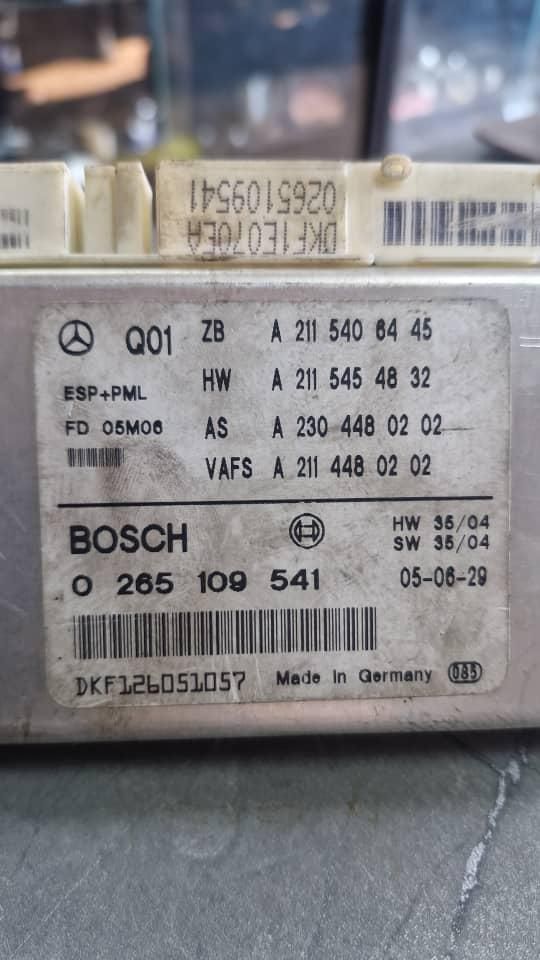 0265109541
DKF1E070EA
Q01 ZB A 211 540 64 45
HW A 211 545 48 32
ESP+PML
FD 05M06 AS A 230 448 02 02
VAFS A 211 448 02 02
BOSCH HW 35/04
SW 35/04
0 265 109 541 05-06-29
DKF126051057 Made in Germany 085